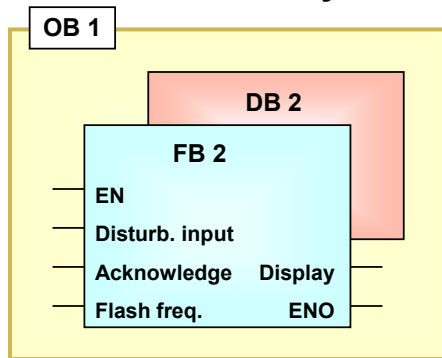 OB 1
DB 2
FB 2
EN
Disturb. input
Acknowledge Display
Flash freq. ENO